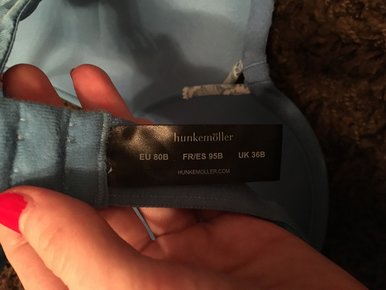 hunkemöller
EU 80B FR/ES 95B UK 36B
HUNKEMOLLER.COM